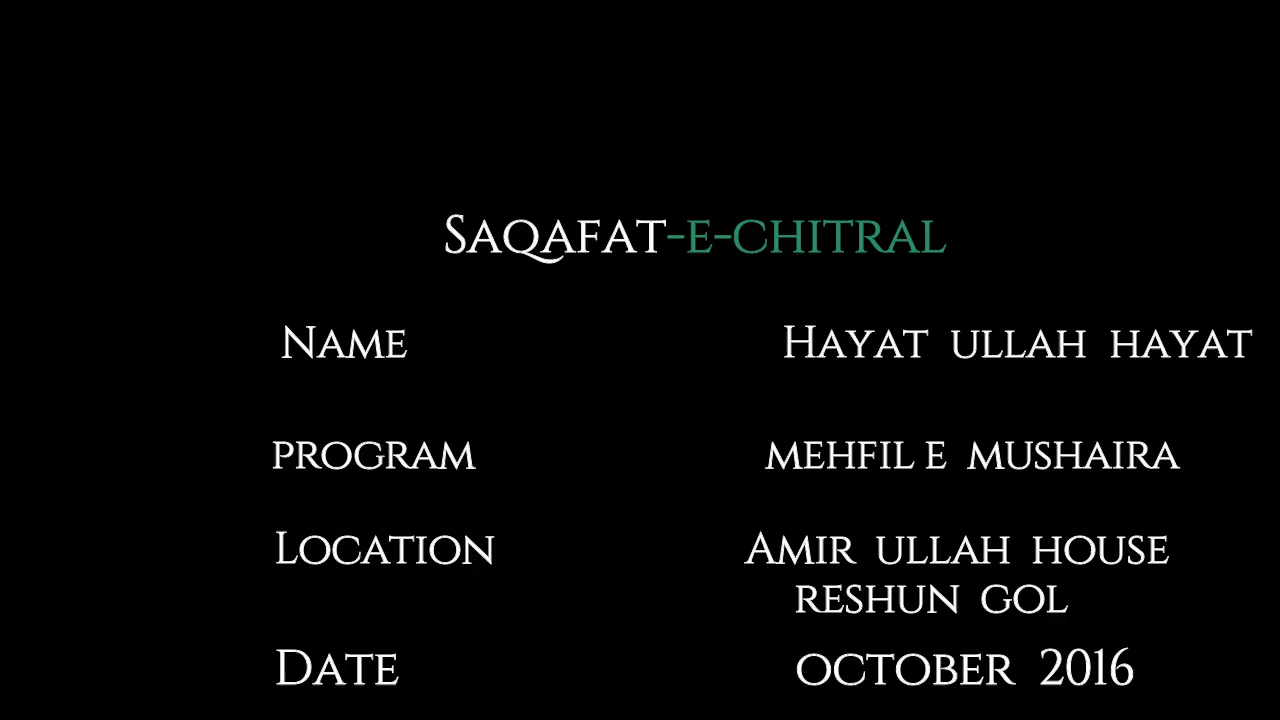 Saqafat-e-chitral
Name Hayat ullah hayat
program mehfil e mushaira
Location Amir ullah house
reshun gol
Date october 2016